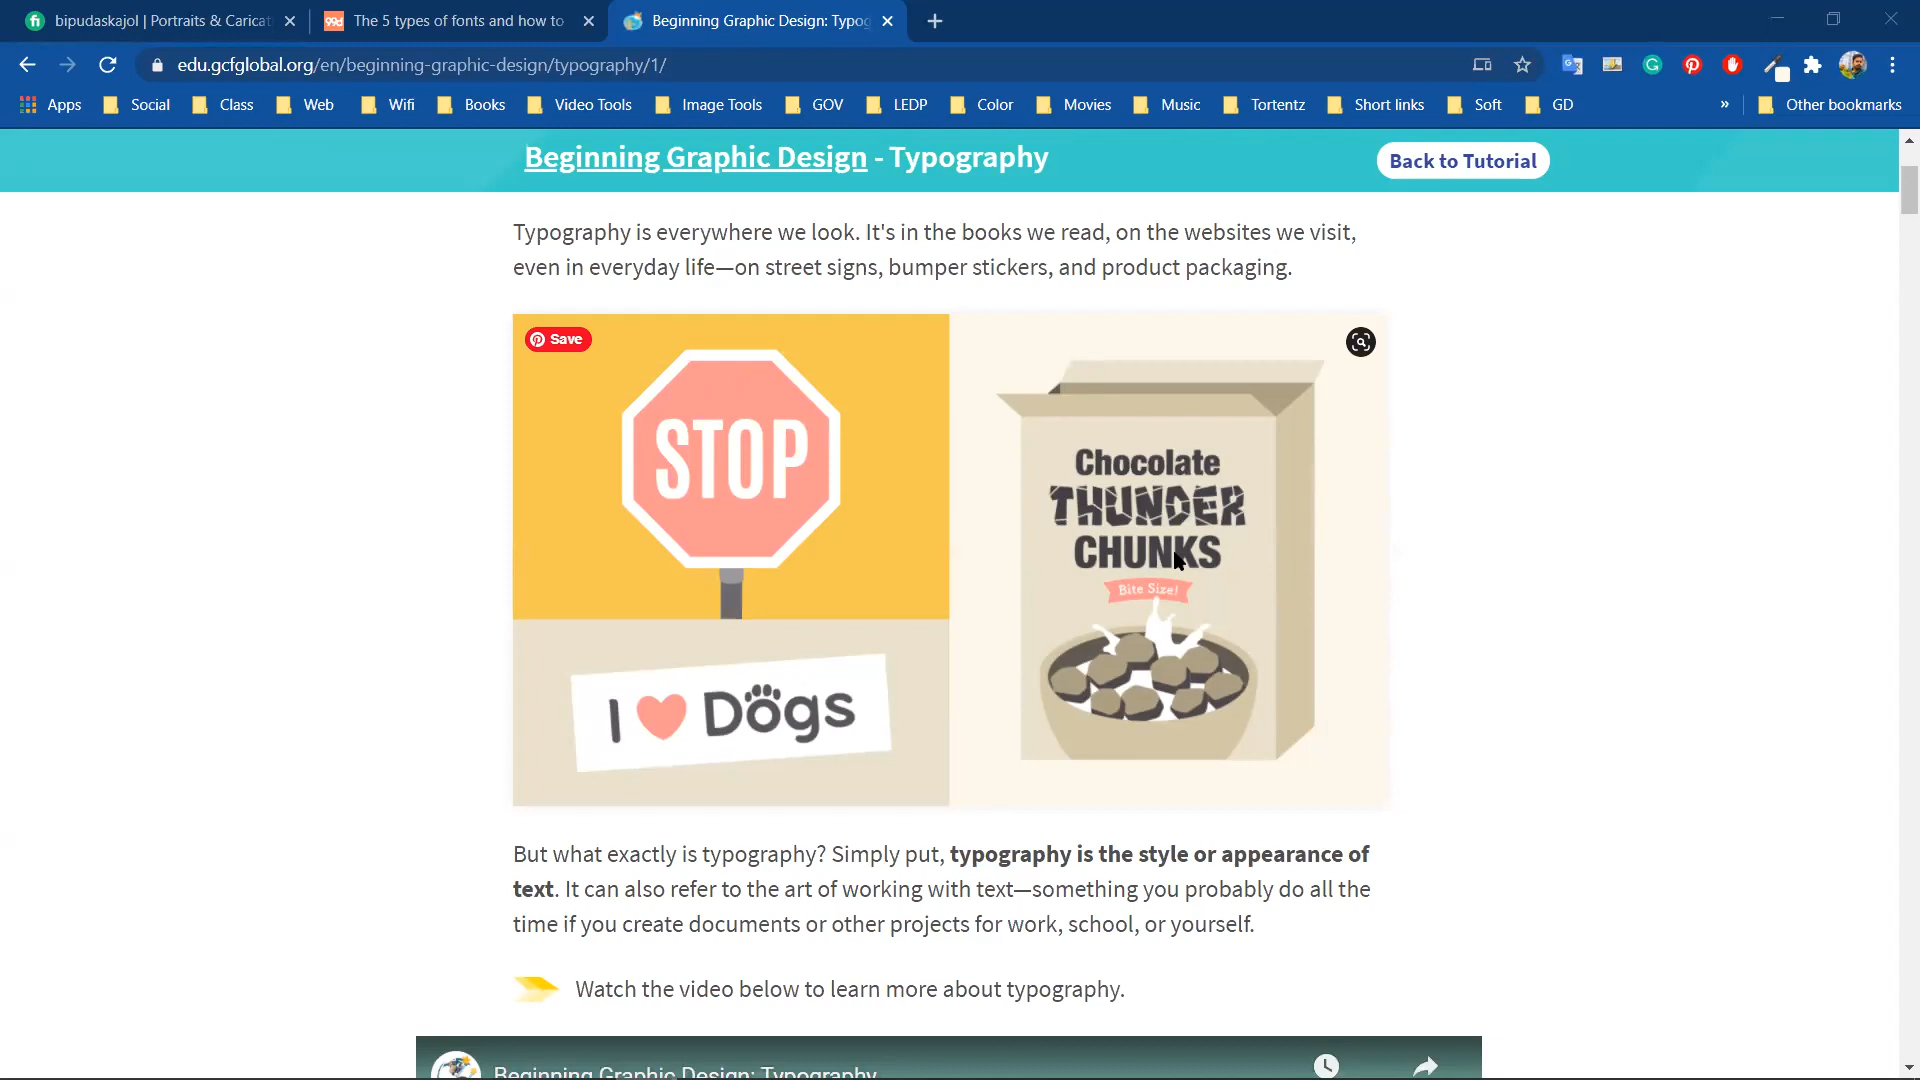 bipudaskajol | Portraits & Caricat
The 5 types of fonts and how to
Beginning Graphic Design: Typog
edu.gcfglobal.org/en/beginning-graphic-design/typography/1/
Apps Social Class Web Wifi Books Video Tools Image Tools GOV LEDP Color Movies Music Tortentz Short links Soft GD » Other bookmarks
Beginning Graphic Design - Typography
Back to Tutorial
Typography is everywhere we look. It's in the books we read, on the websites we visit,
even in everyday life—on street signs, bumper stickers, and product packaging.
Save
STOP
I ❤ Dogs
Chocolate
THUNDER
CHUNKS
Bite Size!
But what exactly is typography? Simply put, typography is the style or appearance of
text. It can also refer to the art of working with text—something you probably do all the
time if you create documents or other projects for work, school, or yourself.
Watch the video below to learn more about typography.
Beginning Graphic Design: Typography